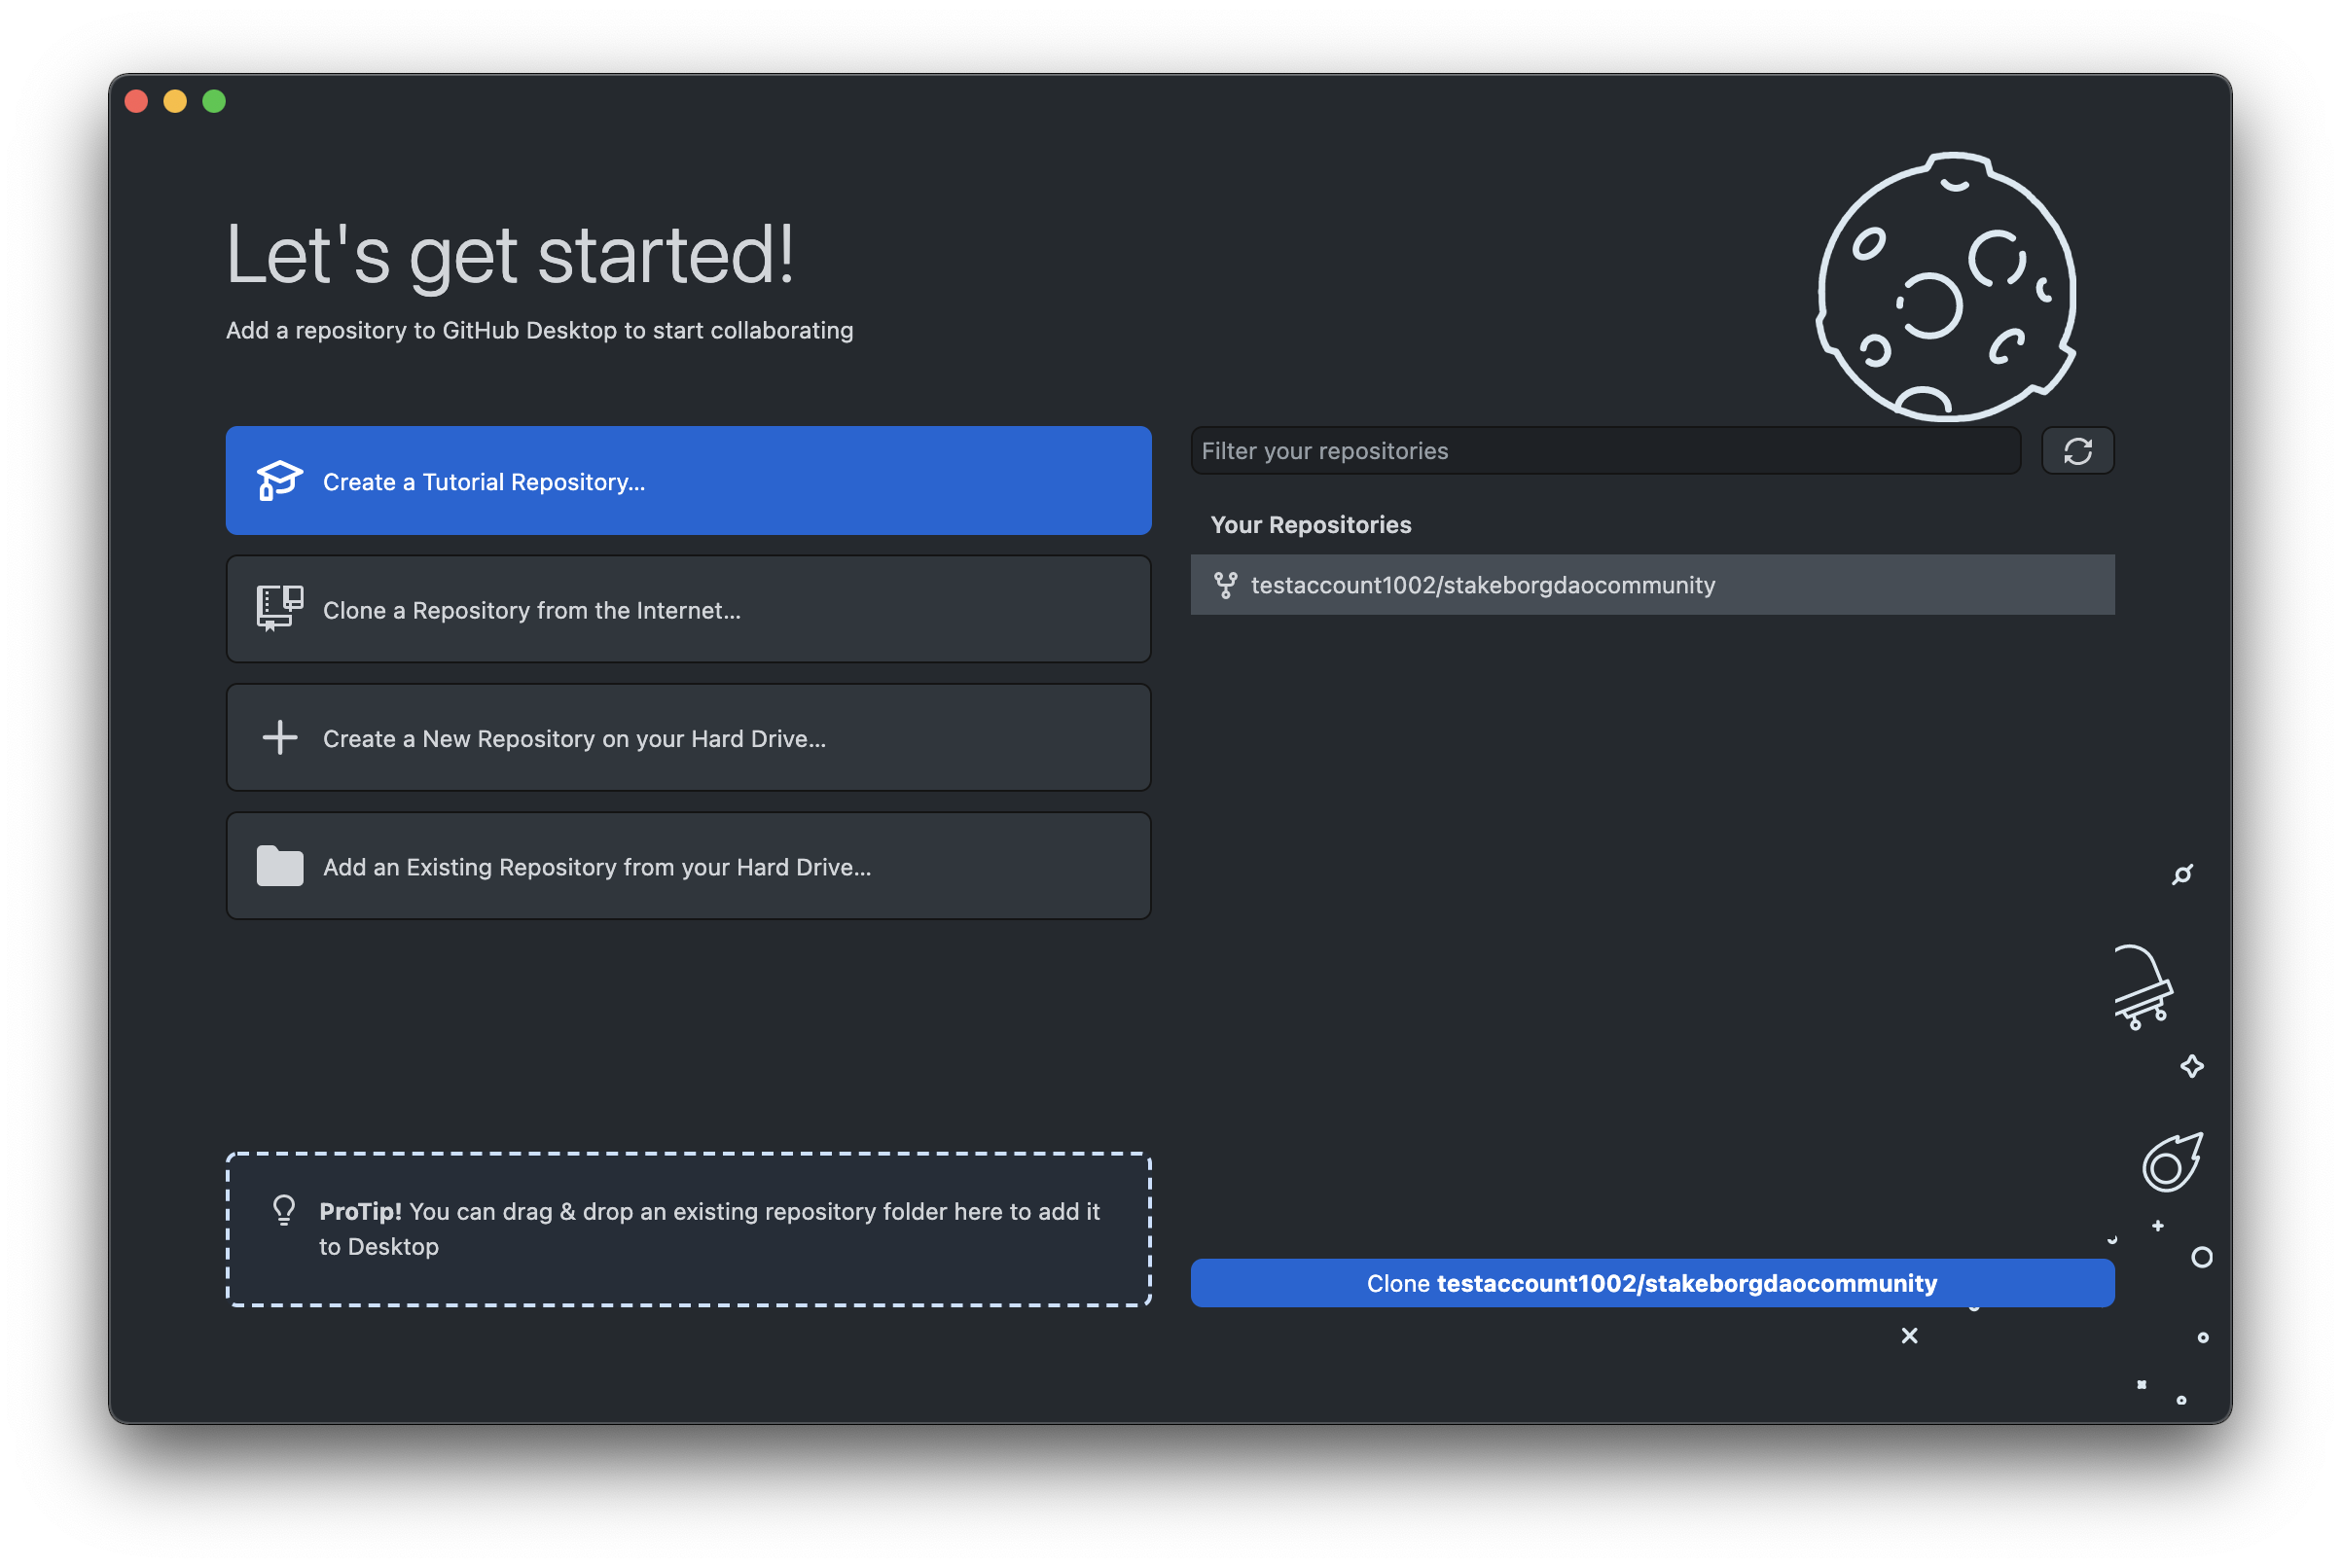 Let's get started!
Add a repository to GitHub Desktop to start collaborating
Create a Tutorial Repository...
Clone a Repository from the Internet...
Create a New Repository on your Hard Drive...
Add an Existing Repository from your Hard Drive...
ProTip! You can drag & drop an existing repository folder here to add it
to Desktop
Filter your repositories
Your Repositories
testaccount1002/stakeborgdaocommunity
Clone testaccount1002/stakeborgdaocommunity